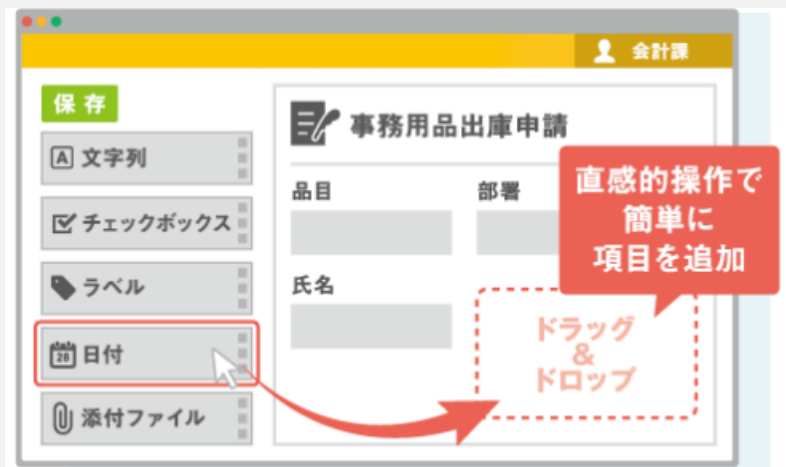 会計課
保存
A 文字列
チェックボックス
ラベル
28 日付
添付ファイル
事務用品出庫申請
品目
部署
氏名
直感的操作で
簡単に
項目を追加
ドラッグ
&
ドロップ